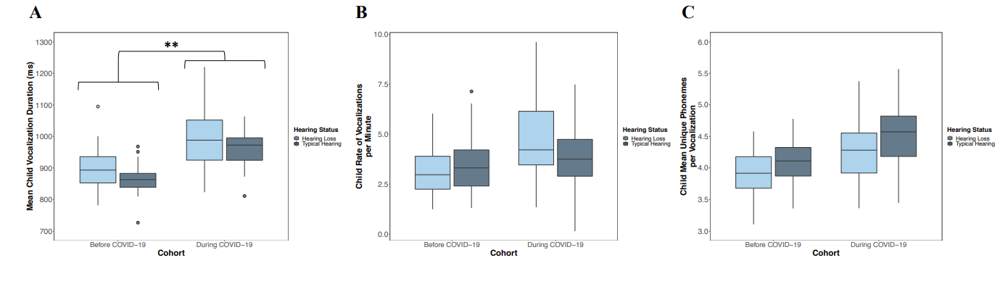 A
Mean Child Vocalization Duration (ms)
1300
1200
1100
1000
900
800
700
**
Before COVID−19
During COVID−19
Cohort
Hearing Status
Hearing Loss
Typical Hearing
B
Child Rate of Vocalizations
per Minute
10.0
7.5
5.0
2.5
0.0
Before COVID−19
During COVID−19
Cohort
Hearing Status
Hearing Loss
Typical Hearing
C
Child Mean Unique Phonemes
per Vocalization
6.0
5.5
5.0
4.5
4.0
3.5
3.0
Before COVID−19
During COVID−19
Cohort
Hearing Status
Hearing Loss
Typical Hearing